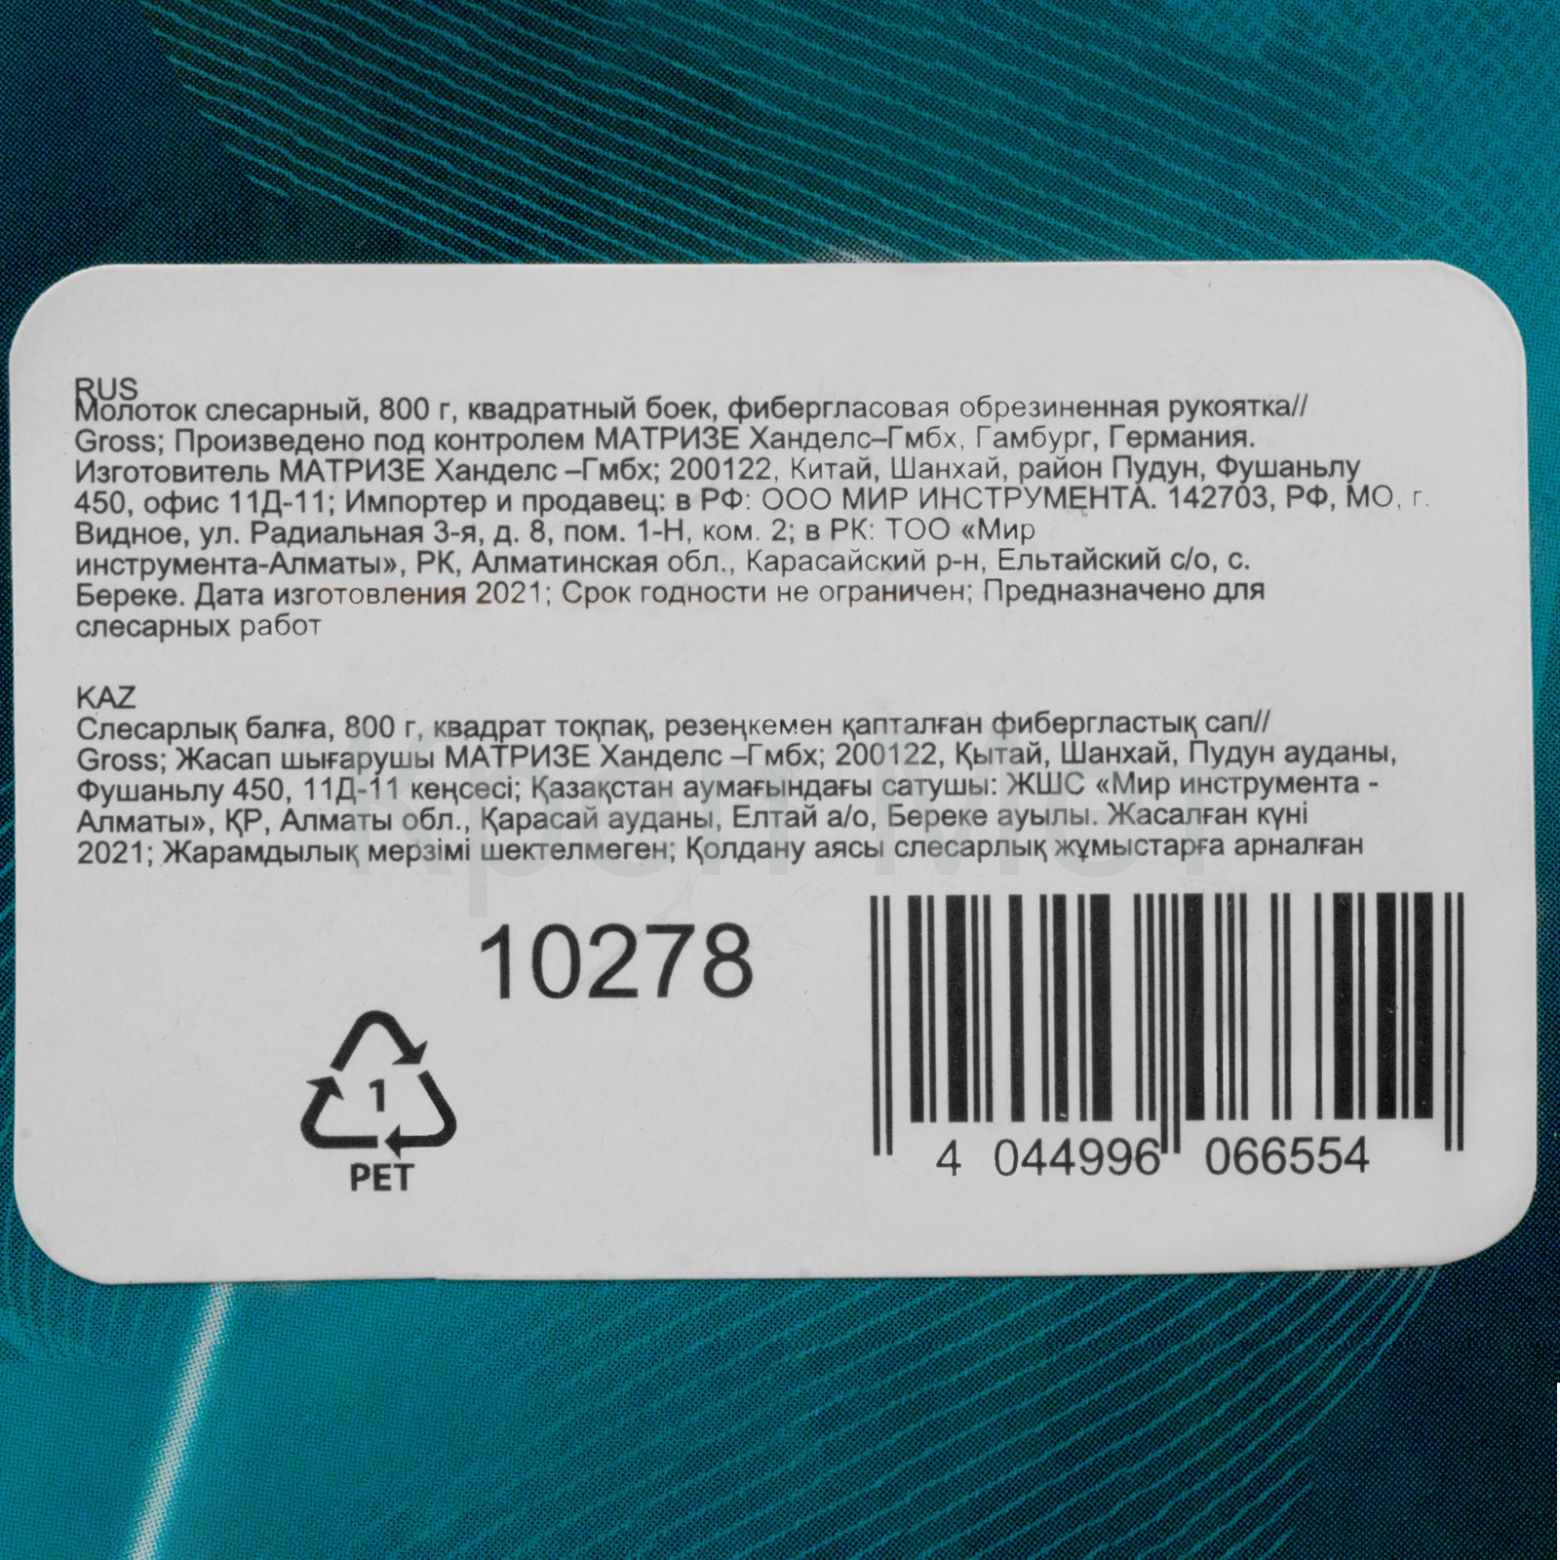 RUS
Молоток слесарный, 800 г, квадратный боек, фибергласовая обрезиненная рукоятка//
Gross; Произведено под контролем МАТРИЗЕ Ханделс–Гмбх, Гамбург, Германия.
Изготовитель МАТРИЗЕ Ханделс –Гмбх; 200122, Китай, Шанхай, район Пудун, Фушаньлу
450, офис 11Д-11; Импортер и продавец: в РФ: ООО МИР ИНСТРУМЕНТА. 142703, РФ, МО, г.
Видное, ул. Радиальная 3-я, д. 8, пом. 1-Н, ком. 2; в РК: ТОО «Мир
инструмента-Алматы», РК, Алматинская обл., Карасайский р-н, Ельтайский с/о, с.
Береке. Дата изготовления 2021; Срок годности не ограничен; Предназначено для
слесарных работ
KAZ
Слесарлық балға, 800 г, квадрат тоқпақ, резеңкемен қапталған фибергластық сап//
Gross; Жасап шығарушы МАТРИЗЕ Ханделс –Гмбх; 200122, Қытай, Шанхай, Пудун ауданы,
Фушаньлу 450, 11Д-11 кеңсесі; Қазақстан аумағындағы сатушы: ЖШС «Мир инструмента -
Алматы», ҚР, Алматы обл., Қарасай ауданы, Елтай а/о, Береке ауылы. Жасалған күні
2021; Жарамдылық мерзімі шектелмеген; Қолдану аясы слесарлық жұмыстарға арналған
10278
1
PET
4 044996 066554